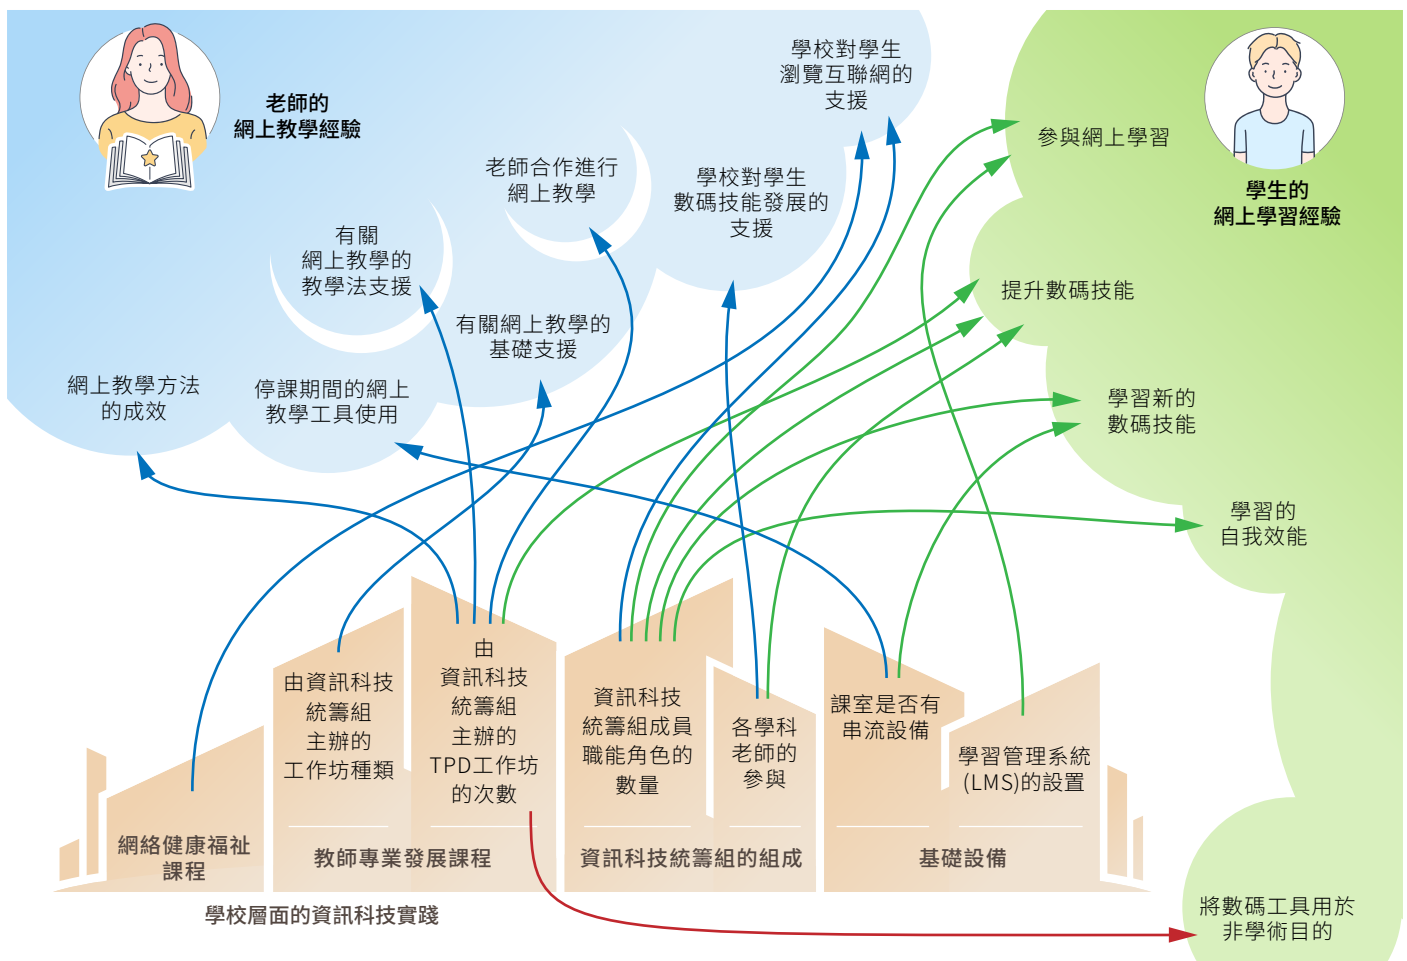 老師的
網上教學經驗
學校對學生
瀏覽互聯網的
支援
老師合作進行
網上教學
學校對學生
數碼技能發展的
支援
有關
網上教學的
教學法支援
有關網上教學的
基礎支援
網上教學方法
的成效
停課期間的網上
教學工具使用
學生的
網上學習經驗
參與網上學習
提升數碼技能
學習新的
數碼技能
學習的
自我效能
將數碼工具用於
非學術目的
網絡健康福祉
課程
由資訊科技
統籌組
主辦的
工作坊種類
由
資訊科技
統籌組
主辦的
TPD工作坊
的次數
教師專業發展課程
資訊科技
統籌組成員
職能角色的
數量
各學科
老師的
參與
資訊科技統籌組的組成
課室是否有
串流設備
學習管理系統
(LMS)的設置
基礎設備
學校層面的資訊科技實踐